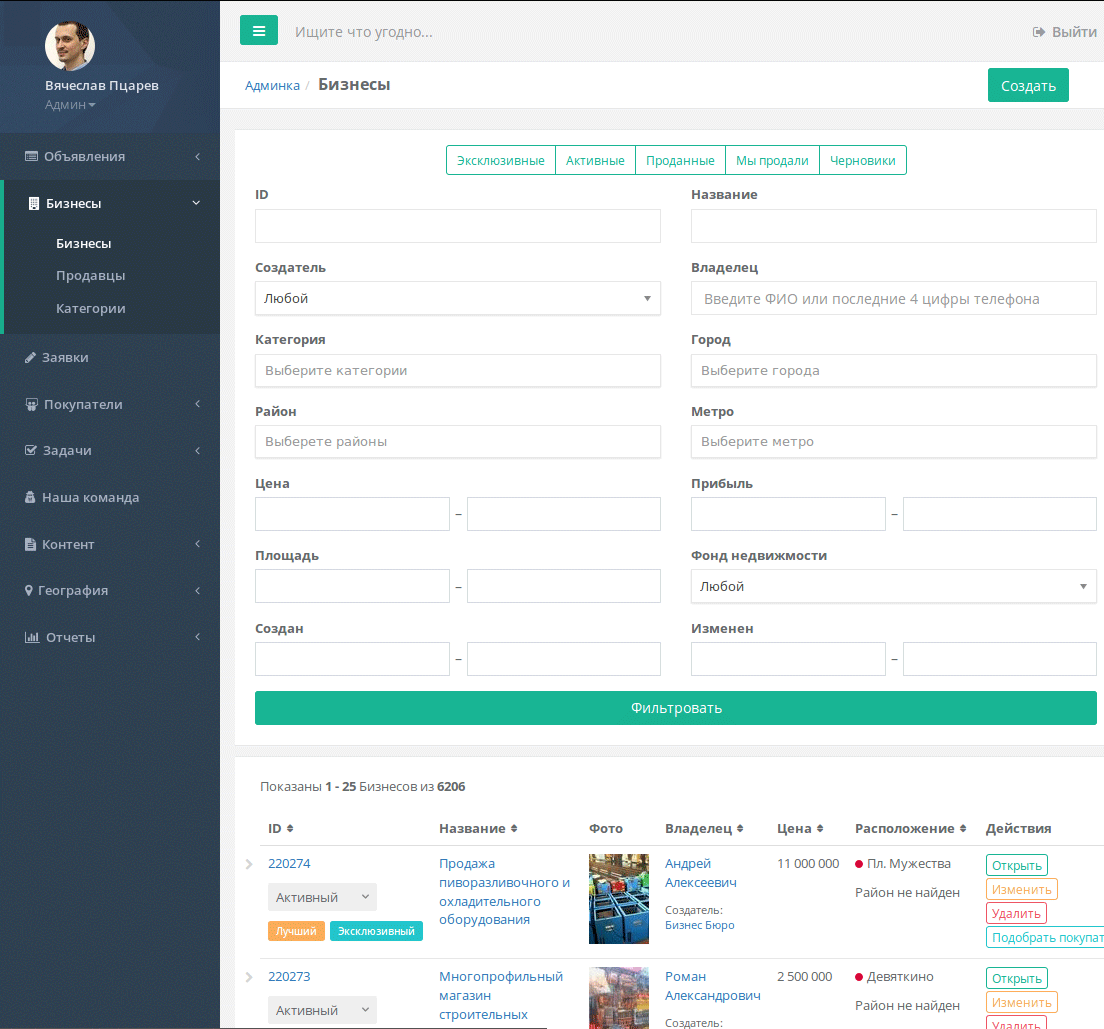 Вячеслав Пцарев
Админ
Объявления
Бизнесы
Бизнесы
Продавцы
Категории
Заявки
Покупатели
Задачи
Наша команда
Контент
География
Отчеты
Ищите что угодно...
Выйти
Админка / Бизнесы
Создать
Эксклюзивные Активные Проданные Мы продали Черновики
ID Название
Создатель Владелец
Любой Введите ФИО или последние 4 цифры телефона
Категория Город
Выберите категории Выберите города
Район Метро
Выберете районы Выберите метро
Цена Прибыль
– –
Площадь Фонд недвижимости
– Любой
Создан Изменен
– –
Фильтровать
Показаны 1 - 25 Бизнесов из 6206
ID Название Фото Владелец Цена Расположение Действия
220274
Активный
Лучший Эксклюзивный
Продажа
пиворазливочного и
охладительного
оборудования
Андрей
Алексеевич
Создатель:
Бизнес Бюро
11 000 000
Пл. Мужества
Район не найден
Открыть
Изменить
Удалить
Подобрать покупат
220273
Активный
Многопрофильный
магазин
строительных
Роман
Александрович
Создатель:
2 500 000
Девяткино
Район не найден
Открыть
Изменить
Удалить